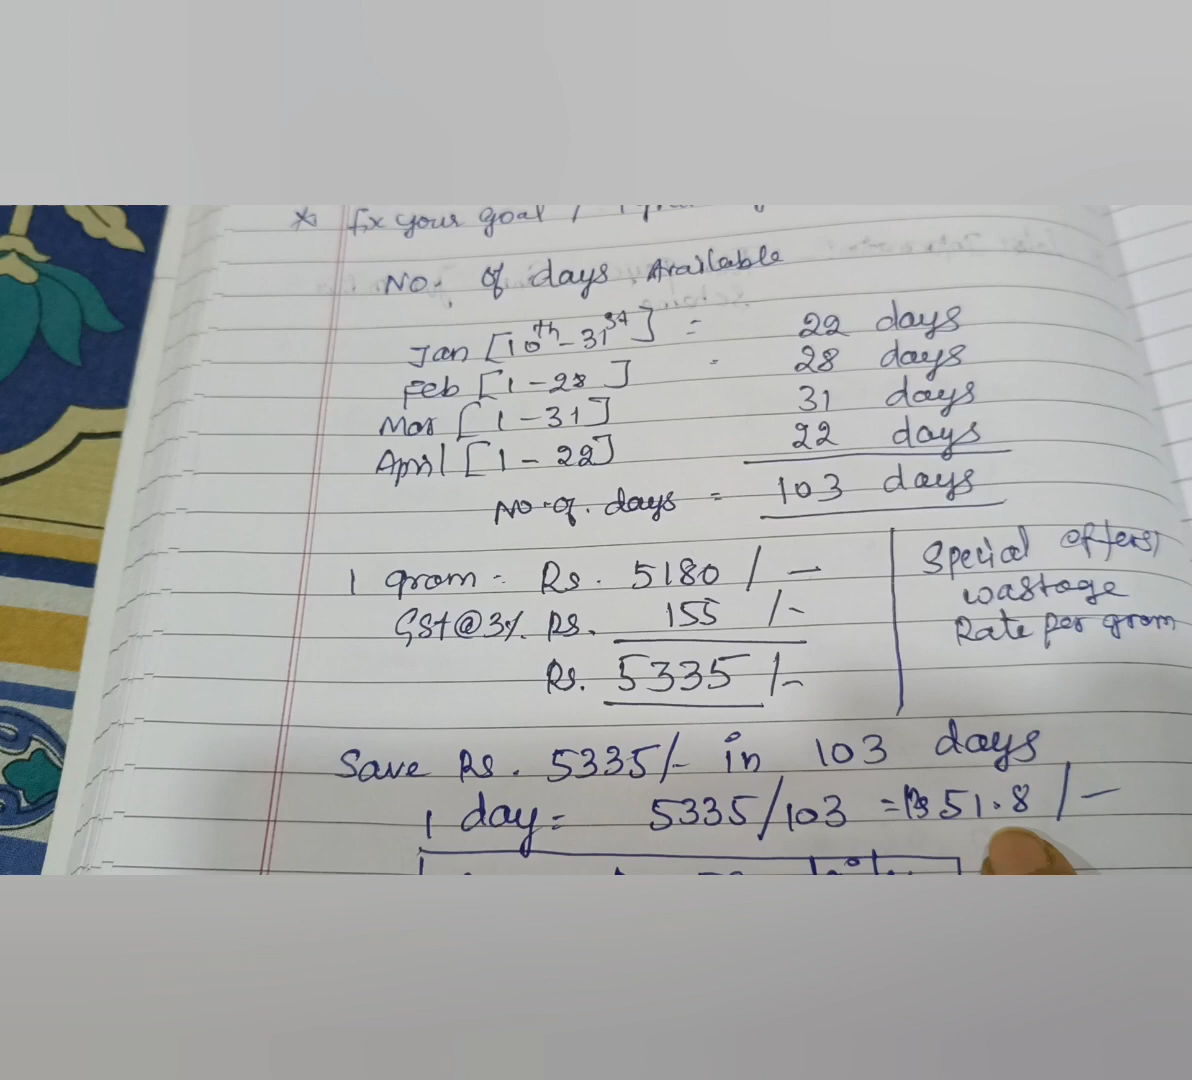 * fix your goal /
No. of days Available
Jan [10th - 31st] = 22 days
Feb [1 - 28] - 28 days
Mar [1 - 31] 31 days
April [1 - 22] 22 days
No. of. days = 103 days
1 gram - Rs. 5180 /-
GSt @ 3%. Rs. 155 /-
Rs. 5335 /-
Special offers,
wastage
Rate per gram
Save Rs. 5335/- in 103 days
1 day = 5335/103 = Rs 51.8 /-